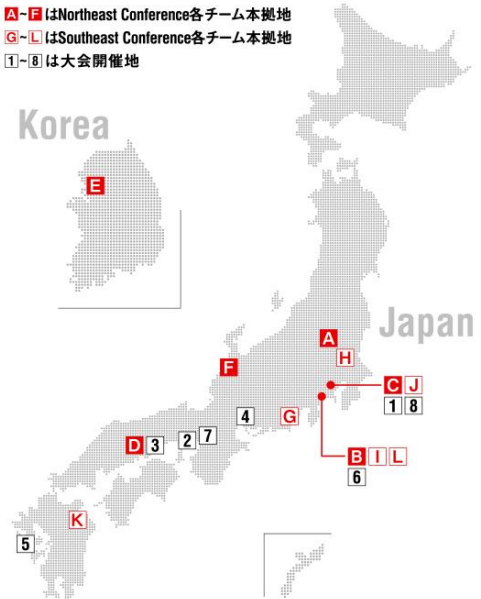 A~FはNortheast Conference各チーム本拠地
G~LはSoutheast Conference各チーム本拠地
1~8は大会開催地
Korea
E
Japan
A
H
F
C J
1 8
4
G
7
2
D 3
B I L
6
K
5